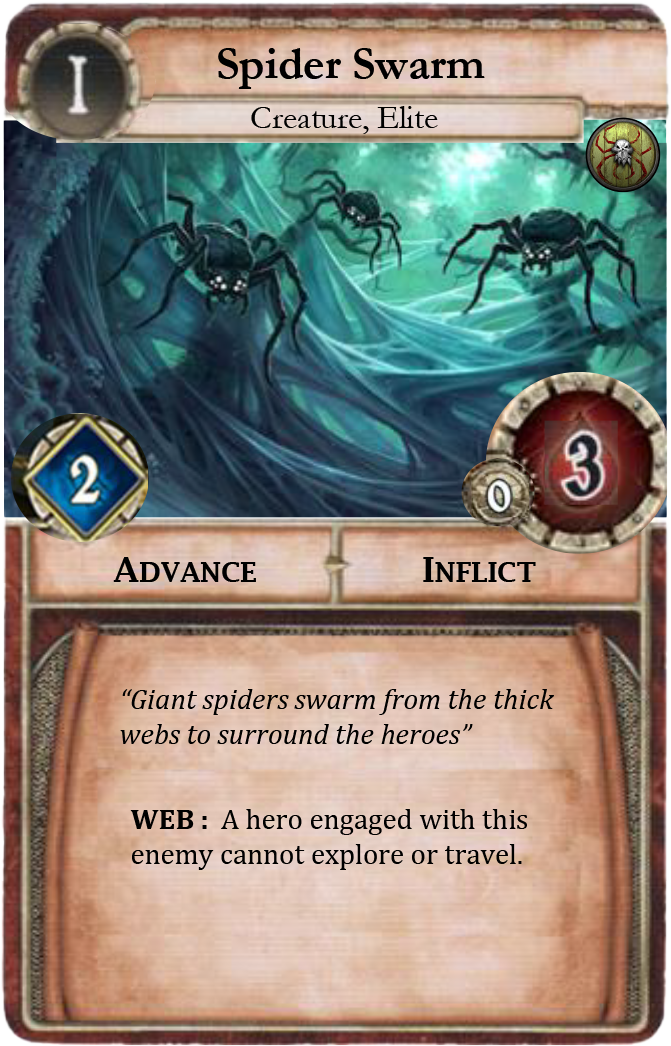 I
Spider Swarm
Creature, Elite
2
0
3
ADVANCE
INFLICT
“Giant spiders swarm from the thick
webs to surround the heroes”
WEB : A hero engaged with this
enemy cannot explore or travel.